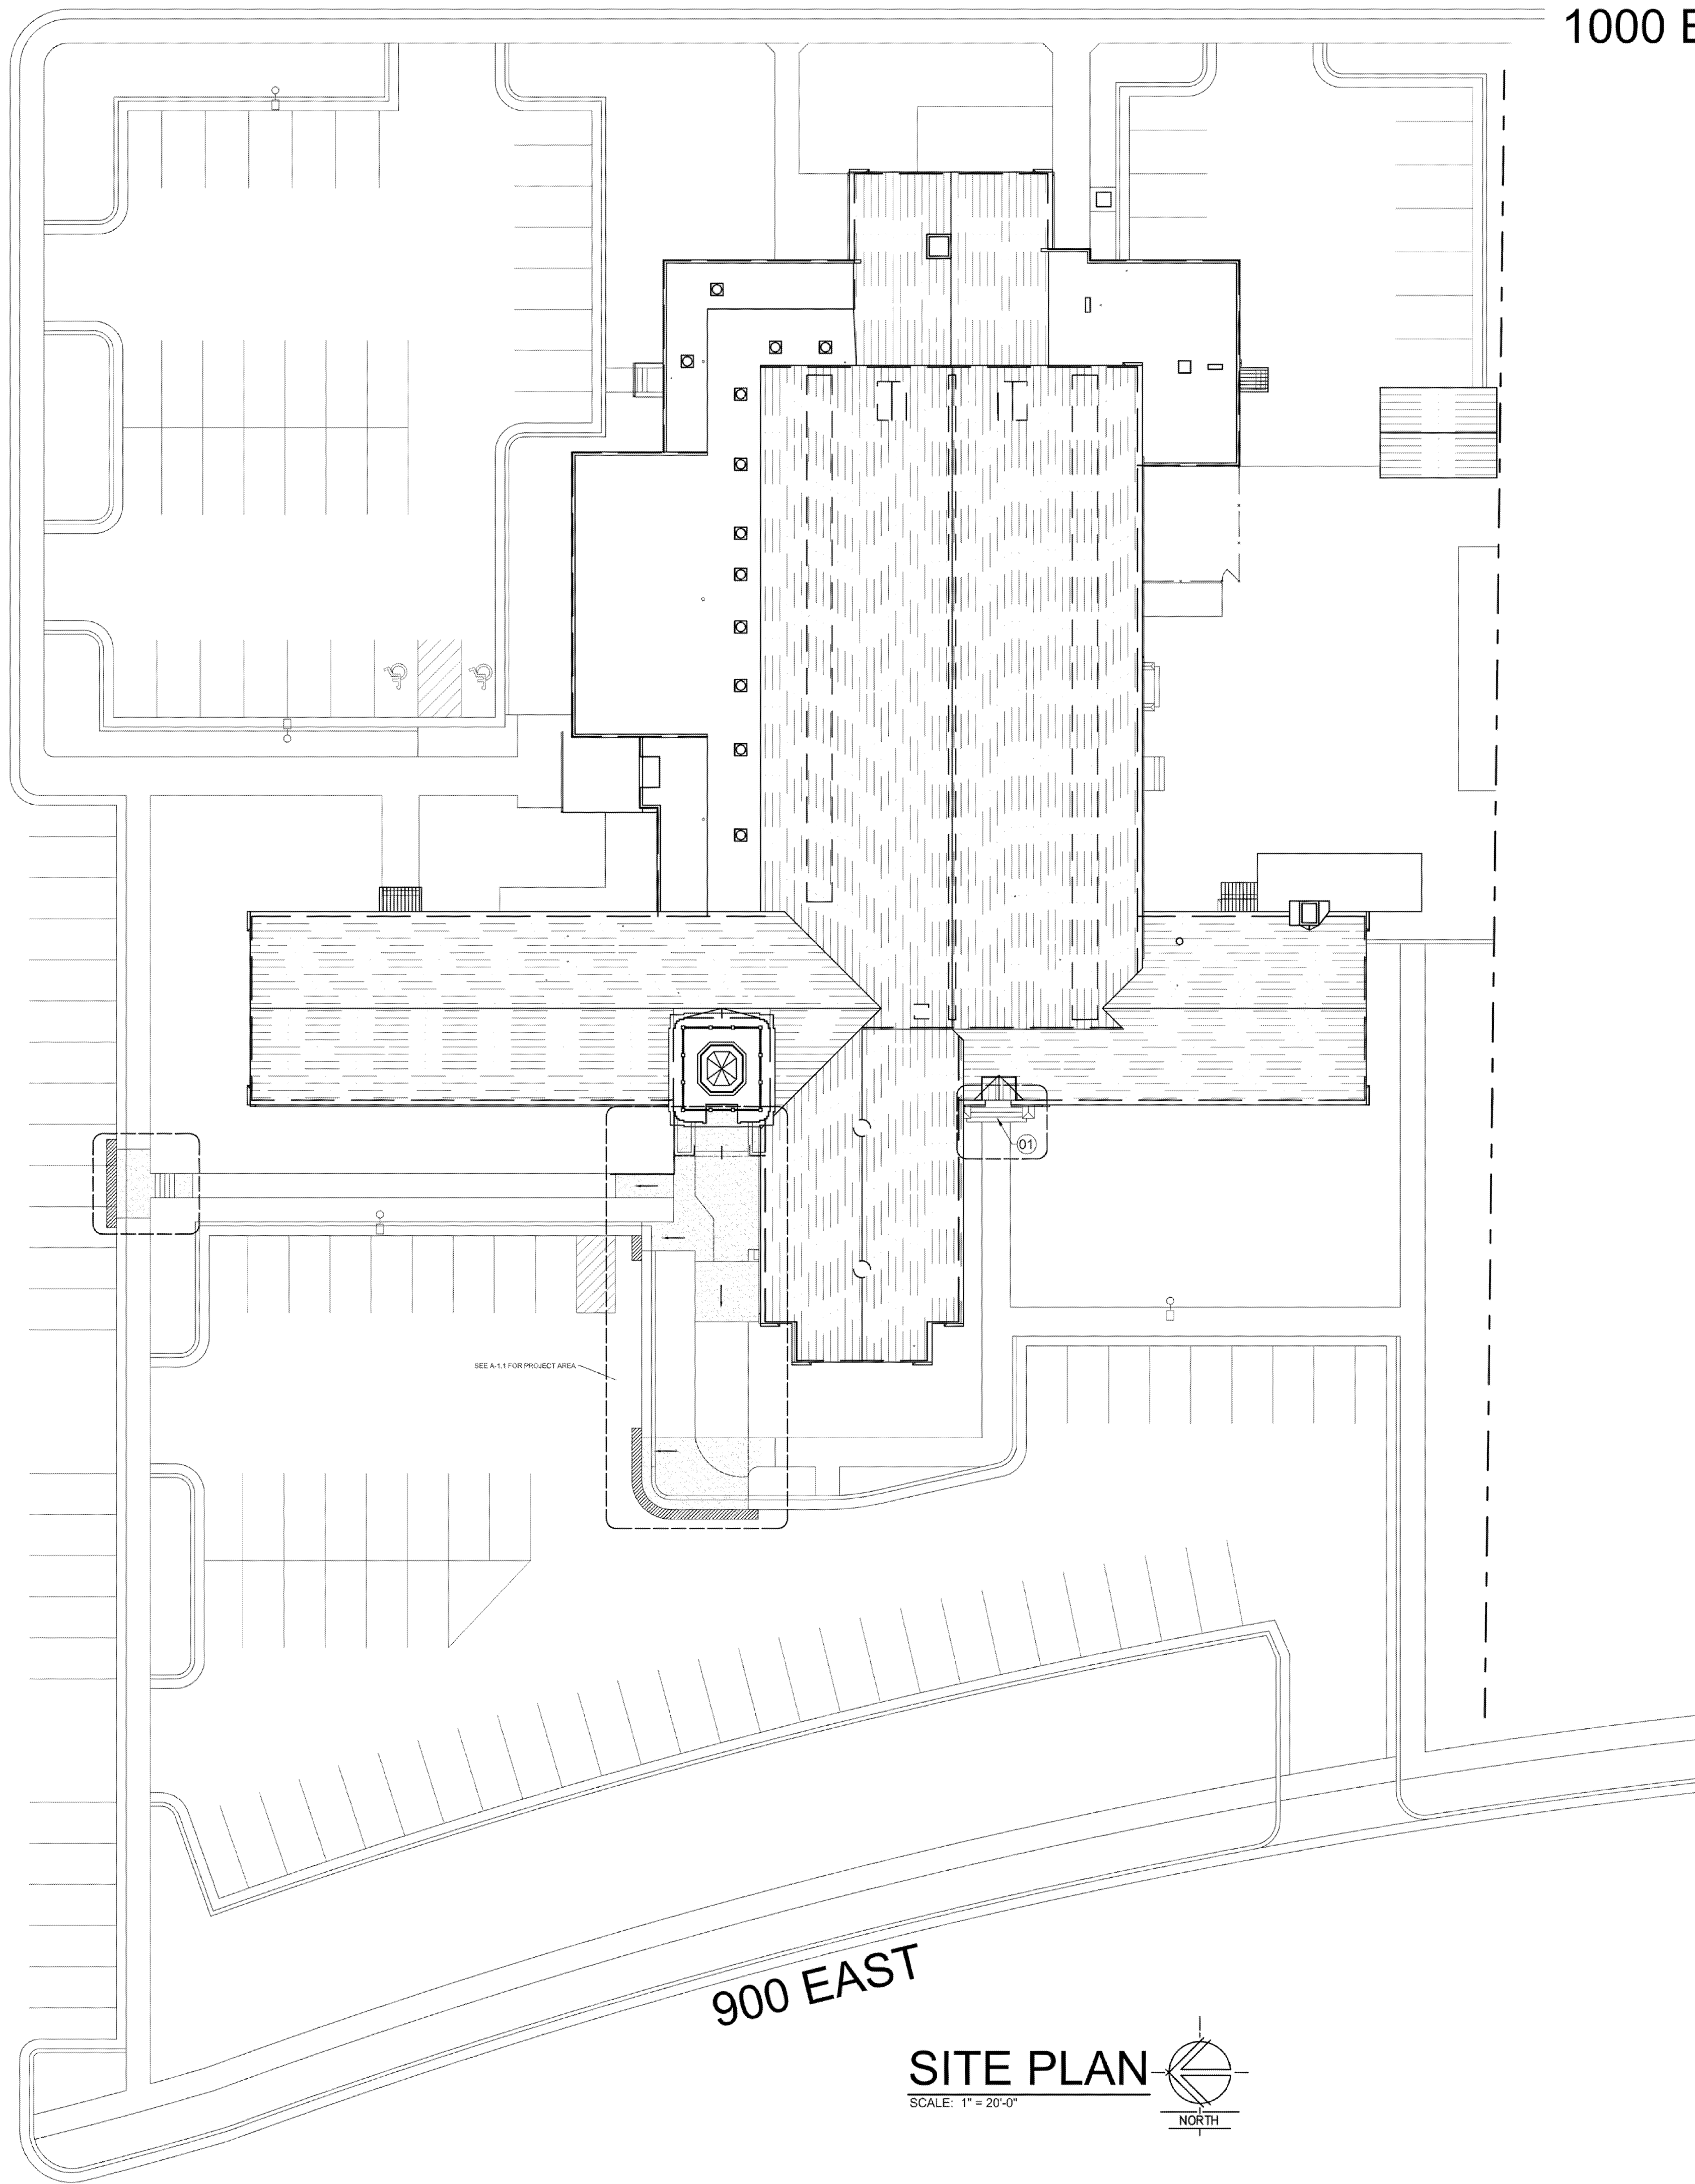 1000 E
01
SEE A-1.1 FOR PROJECT AREA
900 EAST
SITE PLAN
SCALE: 1" = 20'-0"
NORTH